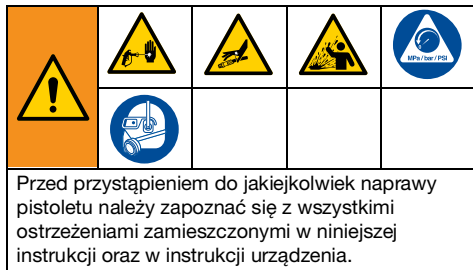 MPa/bar/PSI
Przed przystąpieniem do jakiejkolwiek naprawy
pistoletu należy zapoznać się z wszystkimi
ostrzeżeniami zamieszczonymi w niniejszej
instrukcji oraz w instrukcji urządzenia.